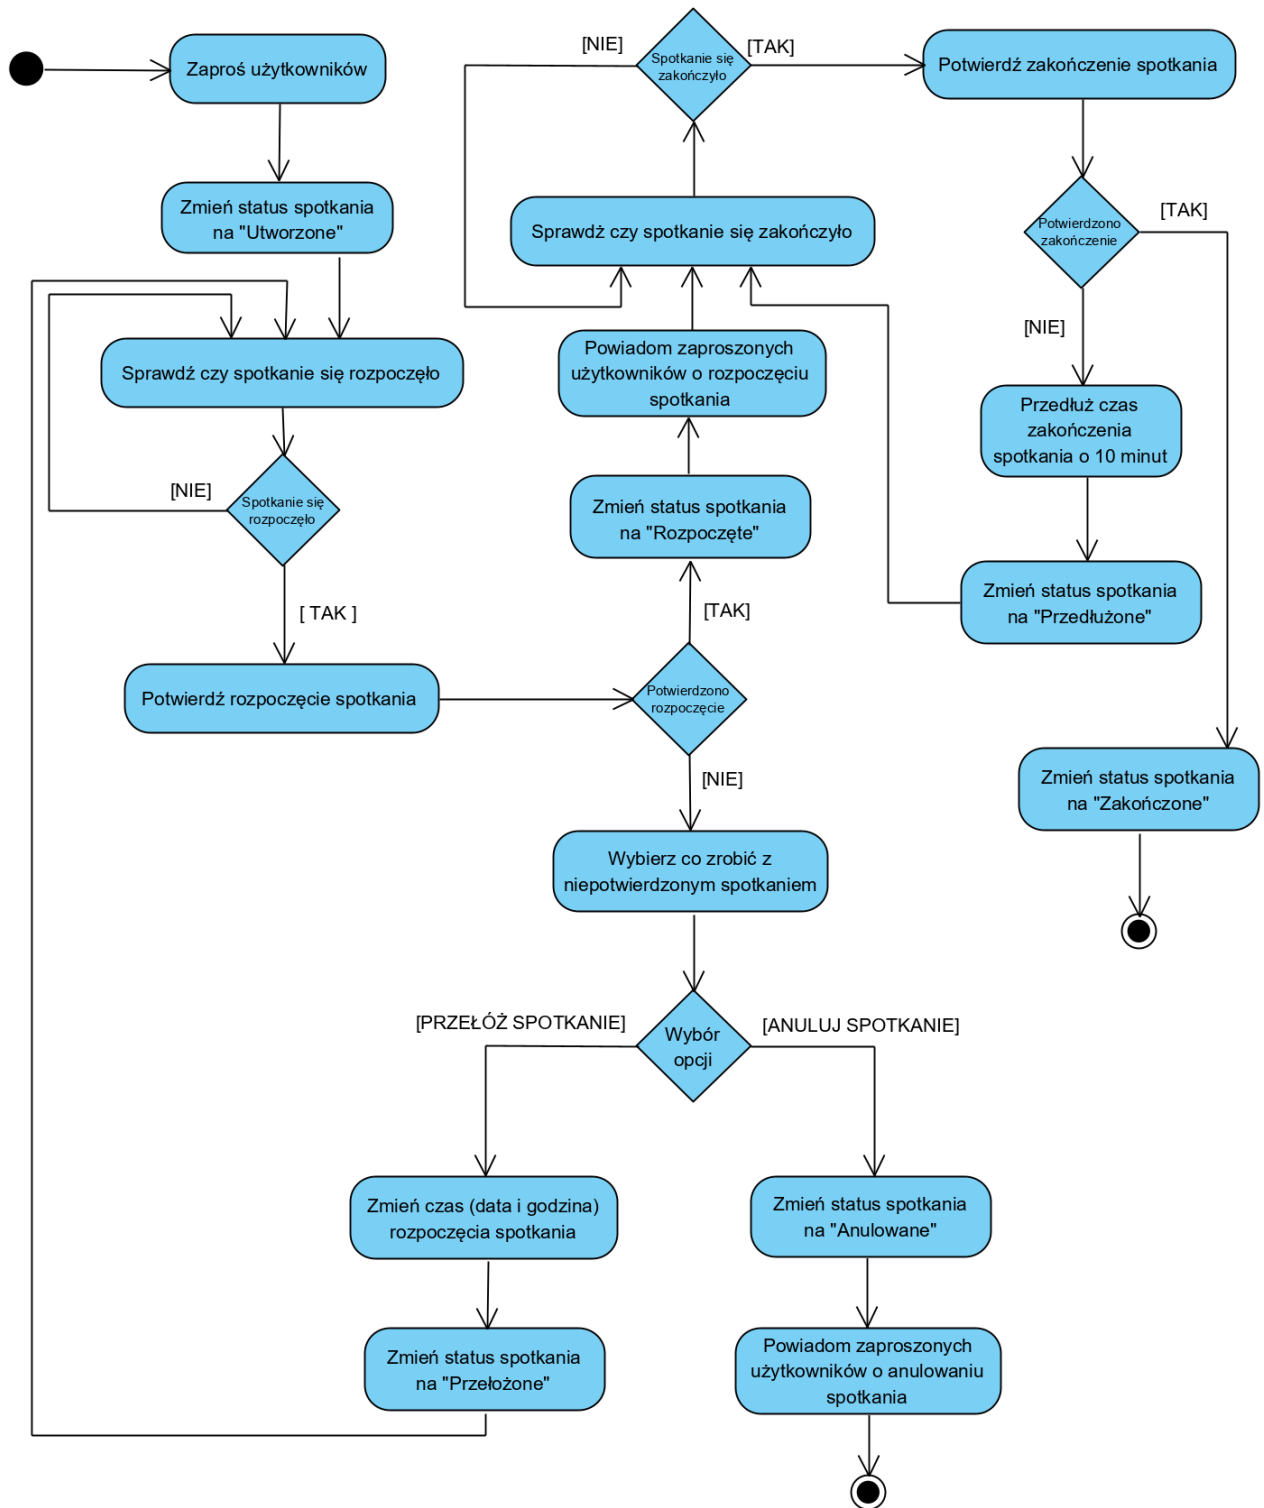 Zaproś użytkowników
Zmień status spotkania
na "Utworzone"
Sprawdź czy spotkanie się rozpoczęło
[NIE]
Spotkanie się
rozpoczęło
[ TAK ]
Potwierdź rozpoczęcie spotkania
Potwierdzono
rozpoczęcie
[TAK]
Zmień status spotkania
na "Rozpoczęte"
Powiadom zaproszonych
użytkowników o rozpoczęciu
spotkania
Sprawdż czy spotkanie się zakończyło
[NIE]
Spotkanie się
zakończyło
[TAK]
Potwierdź zakończenie spotkania
Potwierdzono
zakończenie
[TAK]
[NIE]
Przedłuż czas
zakończenia
spotkania o 10 minut
Zmień status spotkania
na "Przedłużone"
Zmień status spotkania
na "Zakończone"
[NIE]
Wybierz co zrobić z
niepotwierdzonym spotkaniem
[PRZEŁÓŻ SPOTKANIE]
Wybór
opcji
[ANULUJ SPOTKANIE]
Zmień czas (data i godzina)
rozpoczęcia spotkania
Zmień status spotkania
na "Przełożone"
Zmień status spotkania
na "Anulowane"
Powiadom zaproszonych
użytkowników o anulowaniu
spotkania